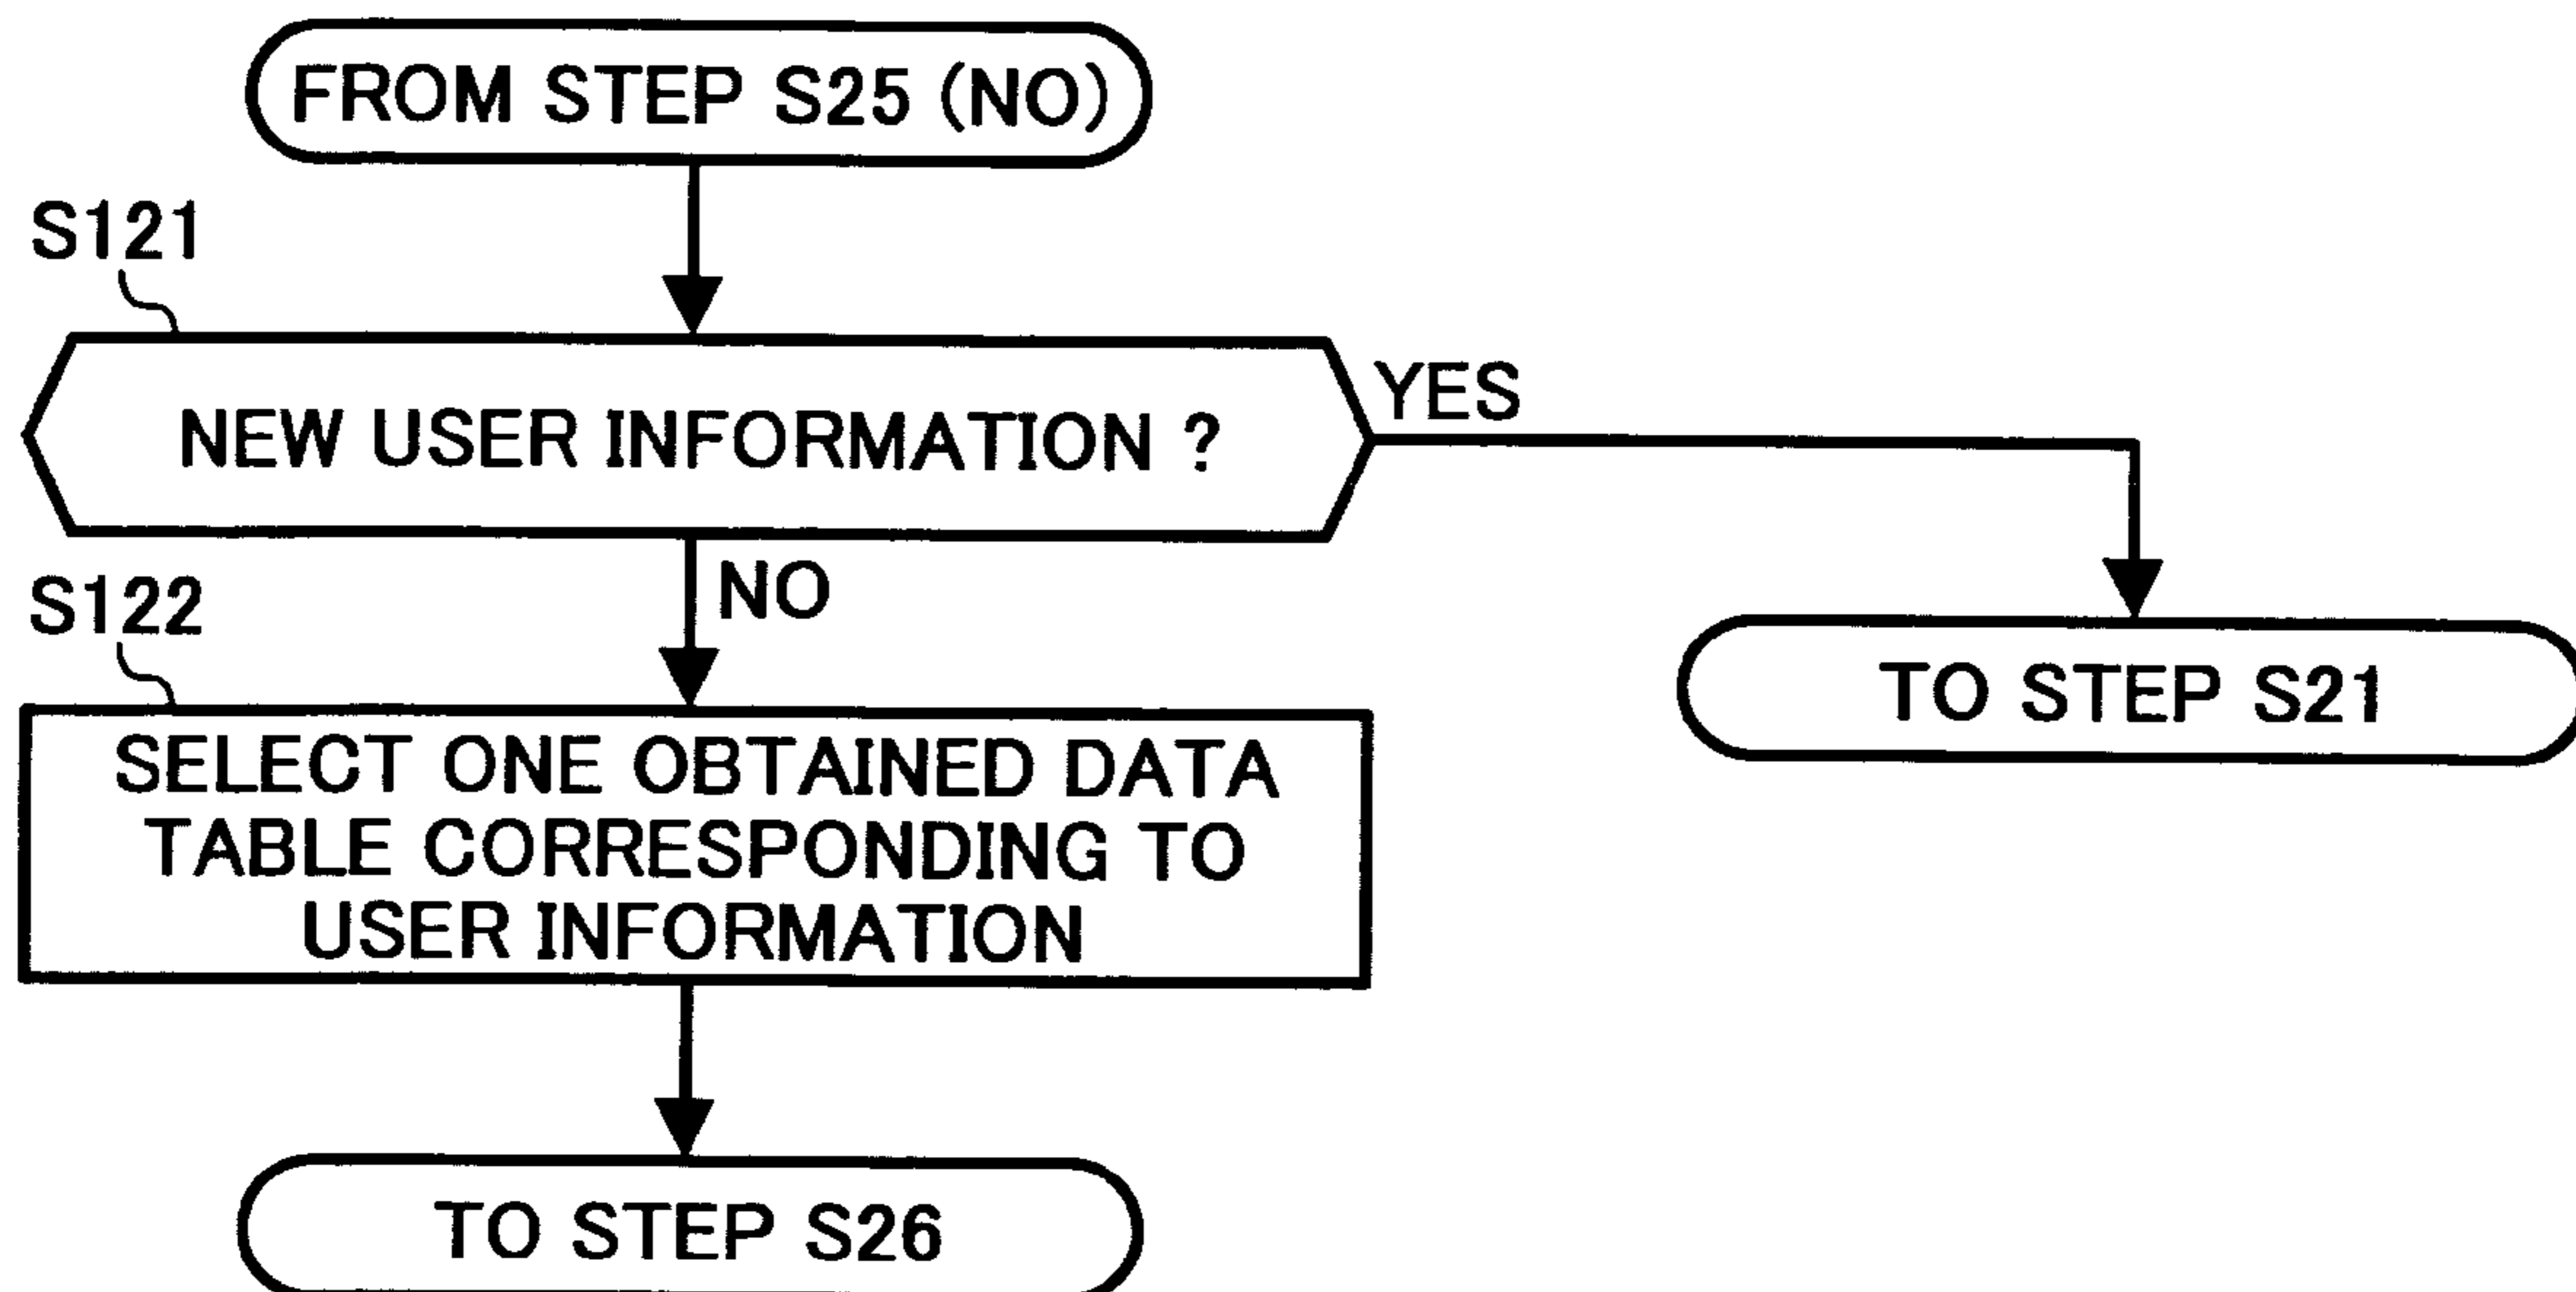 FROM STEP S25 (NO)
S121
NEW USER INFORMATION ?
YES
NO
S122
TO STEP S21
SELECT ONE OBTAINED DATA
TABLE CORRESPONDING TO
USER INFORMATION
TO STEP S26